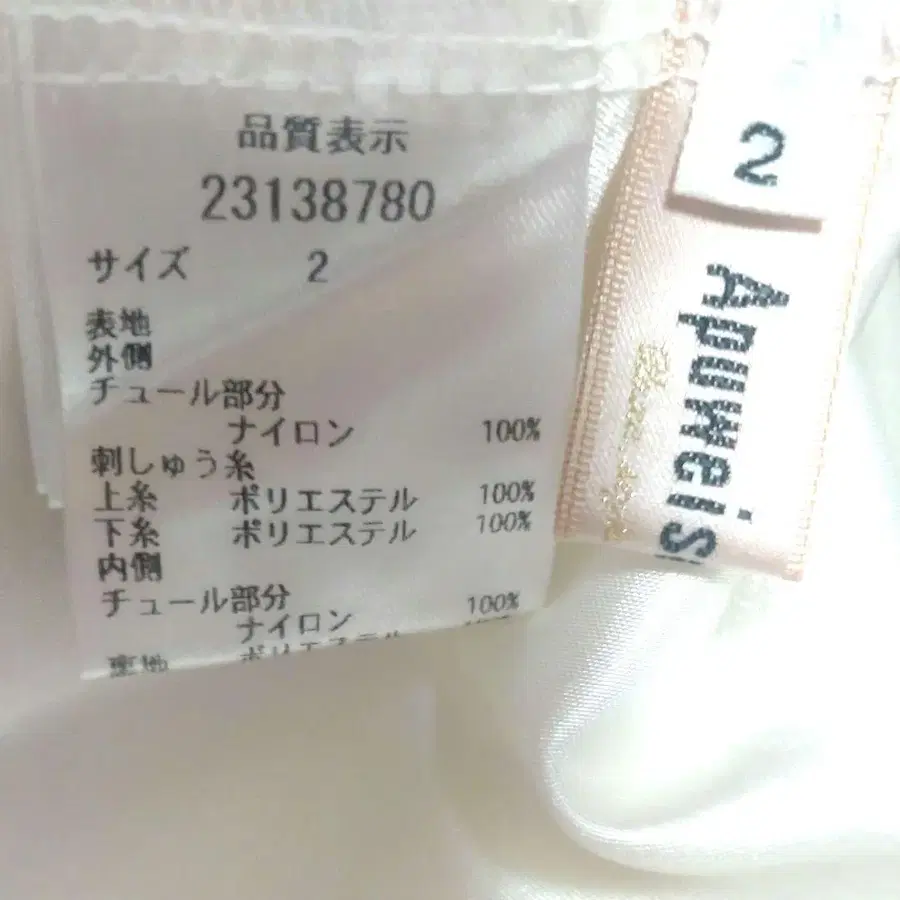 品質表示
23138780
サイズ 2
表地
外側
チュール部分
ナイロン 100%
刺しゅう糸
上糸 ポリエステル 100%
下糸 ポリエステル 100%
内側
チュール部分
ナイロン 100%
2
Apuweis